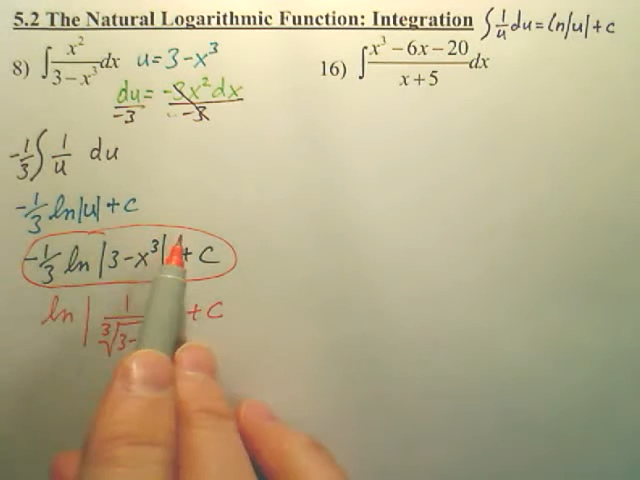 5.2 The Natural Logarithmic Function: Integration ∫ 1/u du = ln|u| + c
8) ∫ x²/(3 − x³) dx u = 3 − x³
du/−3 = −3x² dx/−3
−1/3 ∫ 1/u du
−1/3 ln|u| + c
−1/3 ln|3 − x³| + c
ln | 1/∛3- + c
16) ∫ (x³ − 6x − 20)/(x + 5) dx